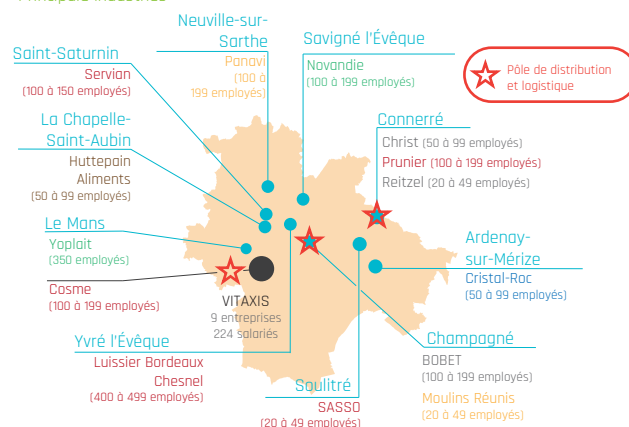 Principale industries
Neuville-sur-
Sarthe
Panavi
(100 à
199 employés)
Savigné l'Évêque
Novandie
(100 à 199 employés)
Saint-Saturnin
Servian
(100 à 150 employés)
Pôle de distribution
et logistique
La Chapelle-
Saint-Aubin
Huttepain
Aliments
(50 à 99 employés)
Connerré
Christ (50 à 99 employés)
Prunier (100 à 199 employés)
Reitzel (20 à 49 employés)
Le Mans
Yoplait
(350 employés)
Cosme
(100 à 199 employés)
Ardenay-
sur-Mérize
Cristal-Roc
(50 à 99 employés)
VITAXIS
9 entreprises
224 salariés
Yvré l'Évêque
Luissier Bordeaux
Chesnel
(400 à 499 employés)
Champagné
BOBET
(100 à 199 employés)
Moulins Réunis
(20 à 49 employés)
Soulitré
SASSO
(20 à 49 employés)